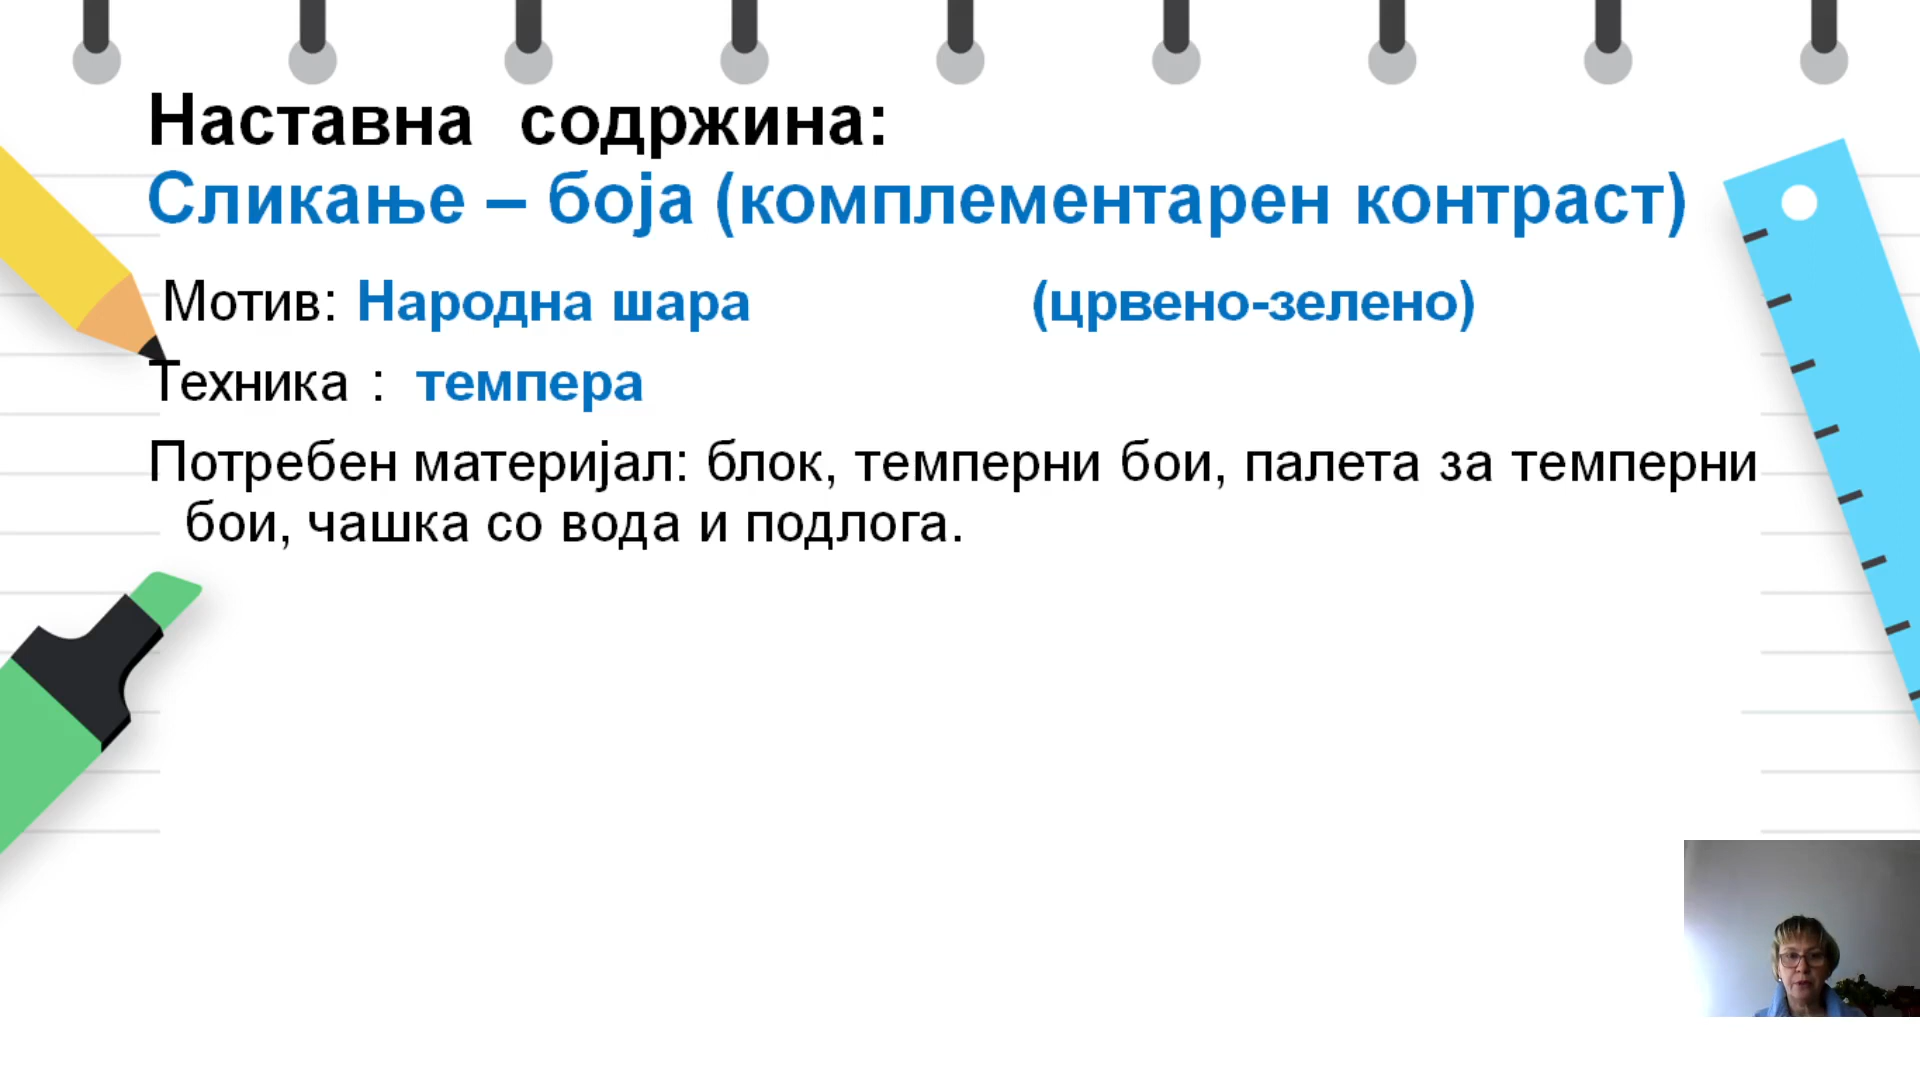 Наставна содржина:
Сликање – боја (комплементарен контраст)
Мотив: Народна шара (црвено-зелено)
Техника : темпера
Потребен материјал: блок, темперни бои, палета за темперни
бои, чашка со вода и подлога.